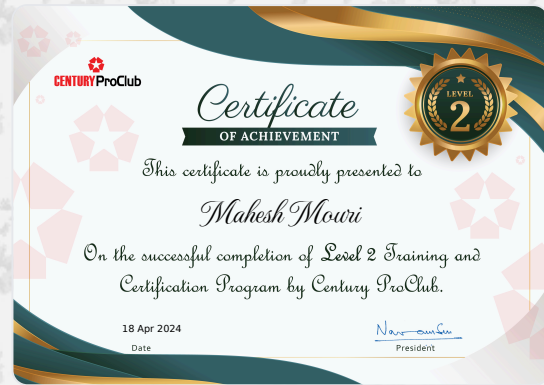 CENTURY ProClub
LEVEL
2
Certificate
OF ACHIEVEMENT
This certificate is proudly presented to
Mahesh Mouri
On the successful completion of Level 2 Training and
Certification Program by Century ProClub.
18 Apr 2024
Date
President